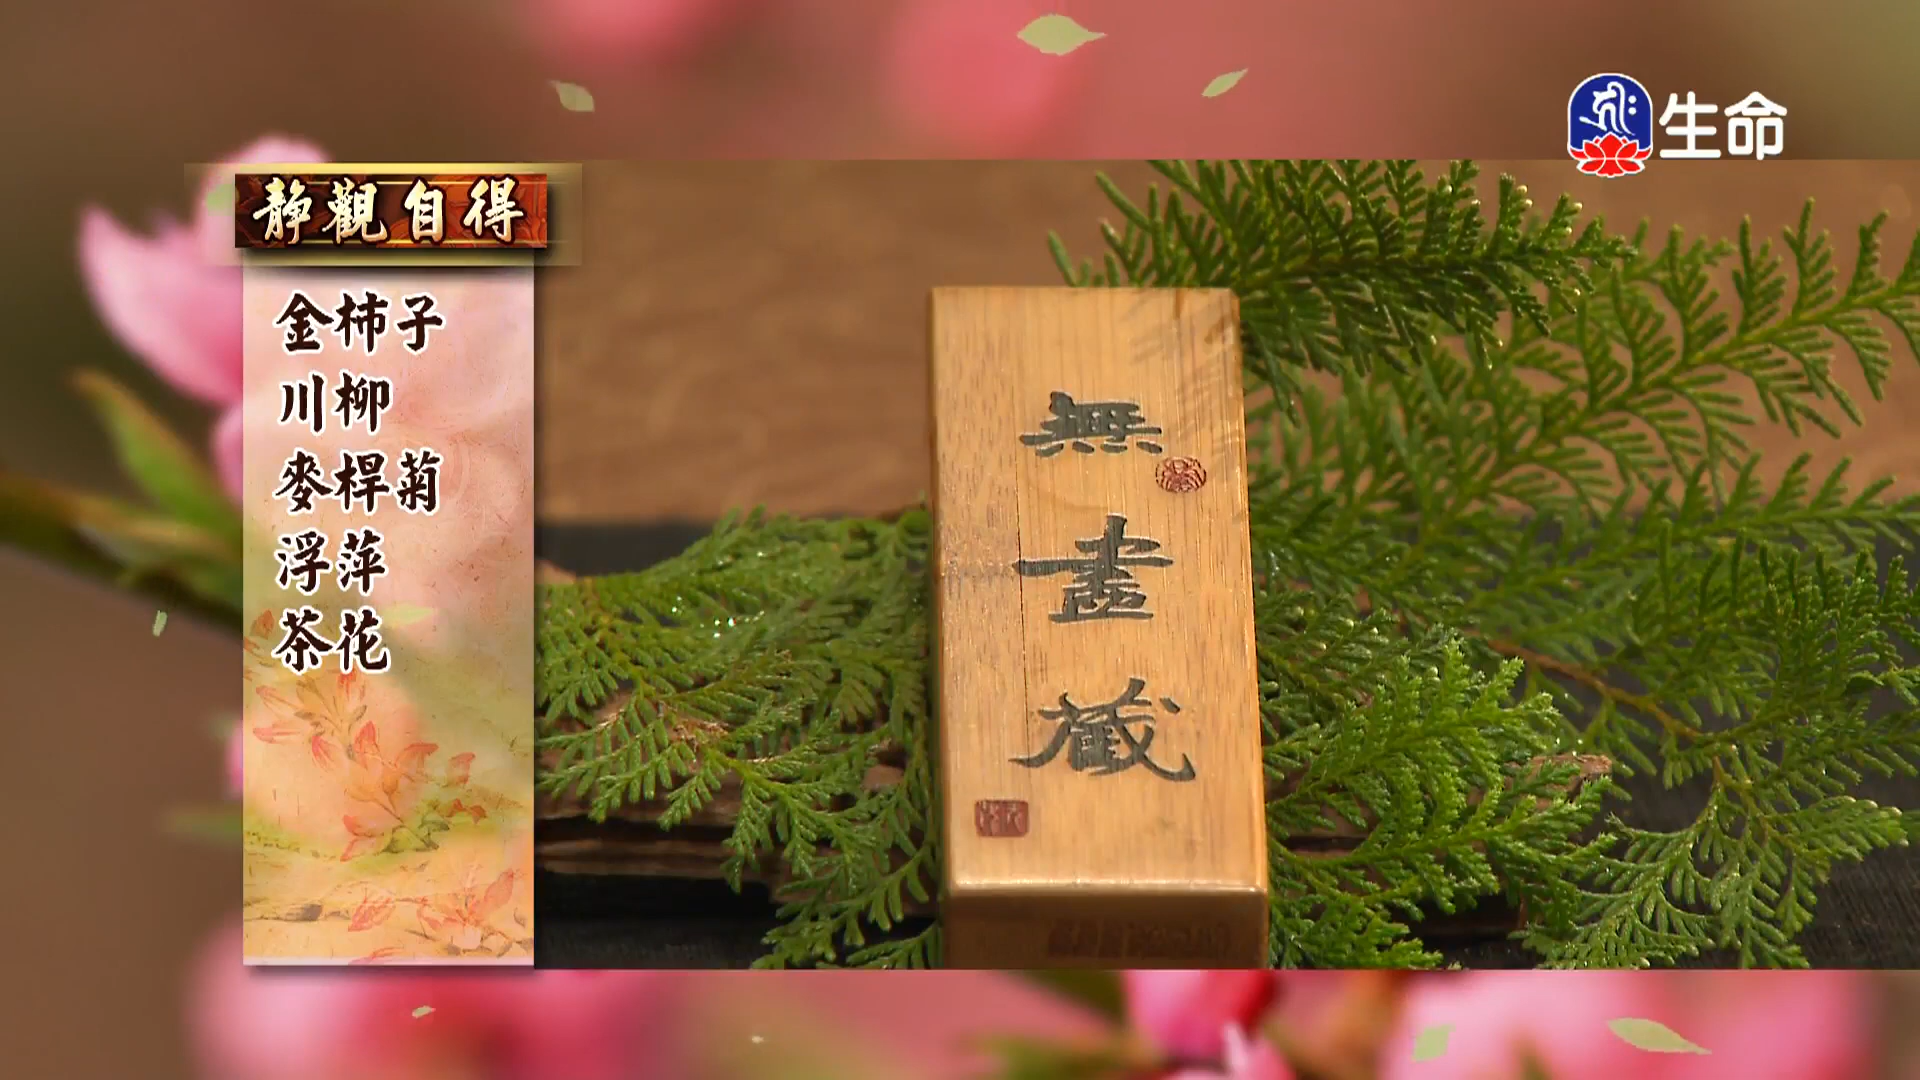 生命
靜觀自得
金柿子
川柳
麥桿菊
浮萍
茶花
無
盡
藏